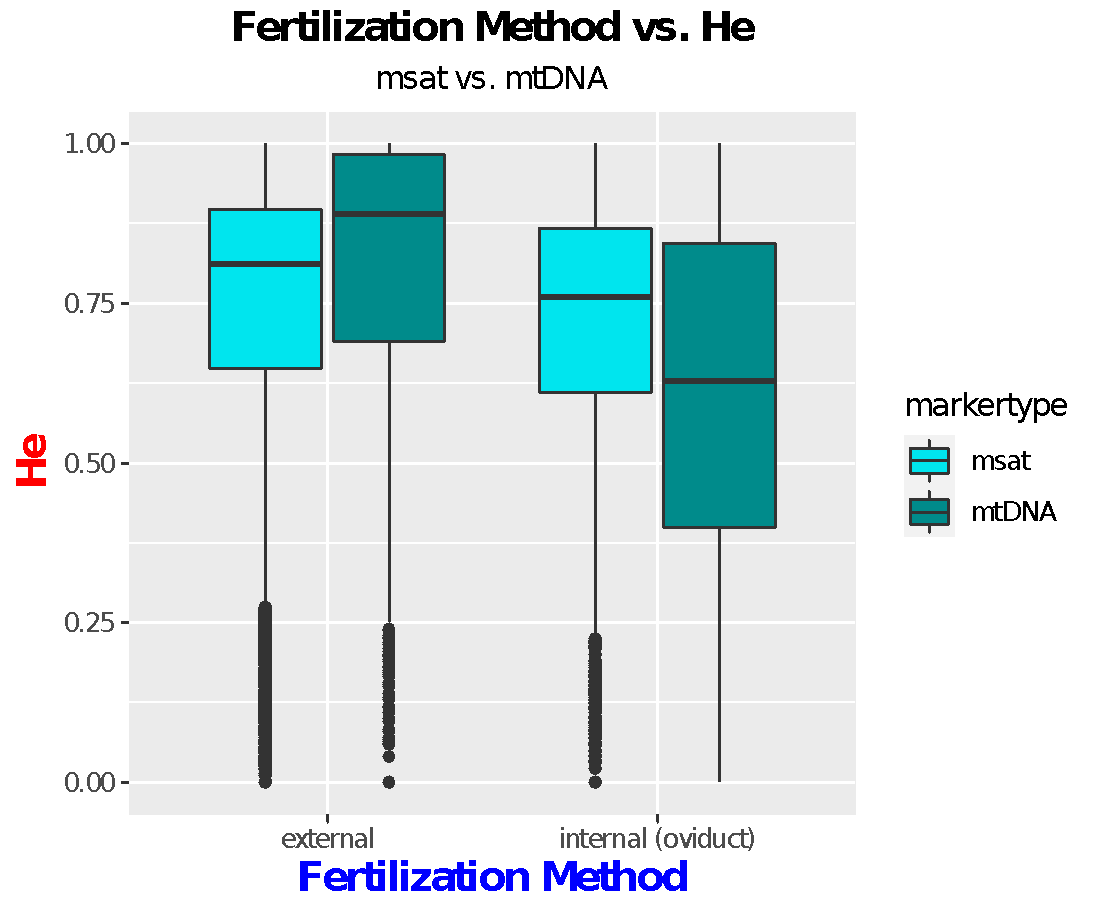 Fertilization Method vs. He
msat vs. mtDNA
1.00
0.75
0.50
0.25
0.00
He
external
internal (oviduct)
Fertilization Method
markertype
msat
mtDNA